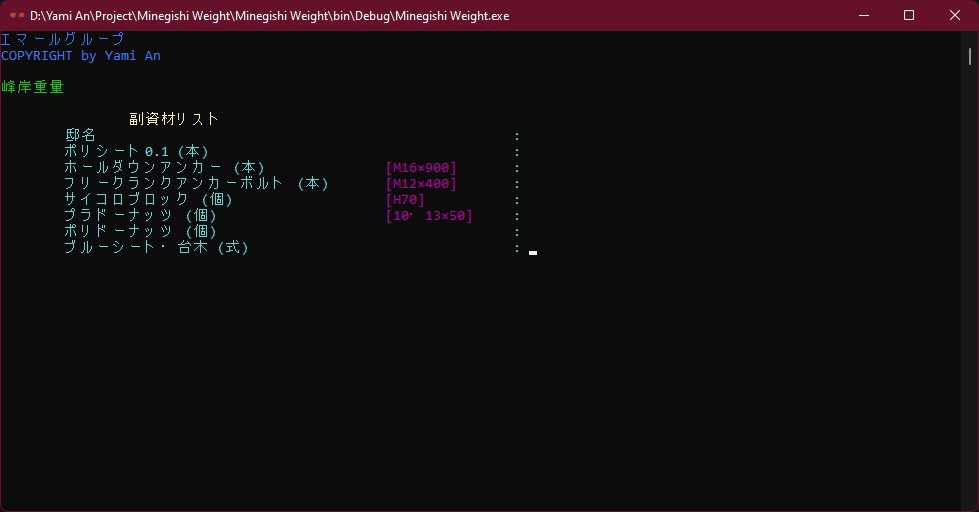 D:\Yami An\Project\Minegishi Weight\Minegishi Weight\bin\Debug\Minegishi Weight.exe
エマールグループ
COPYRIGHT by Yami An
峰岸重量
副資材リスト
邸名 :
ポリシート0.1 (本) :
ホールダウンアンカー (本) [M16×900] :
フリークランクアンカーボルト (本) [M12×400] :
サイコロブロック (個) [H70] :
プラドーナッツ (個) [10・13×50] :
ポリドーナッツ (個) :
ブルーシート・台木 (式) :